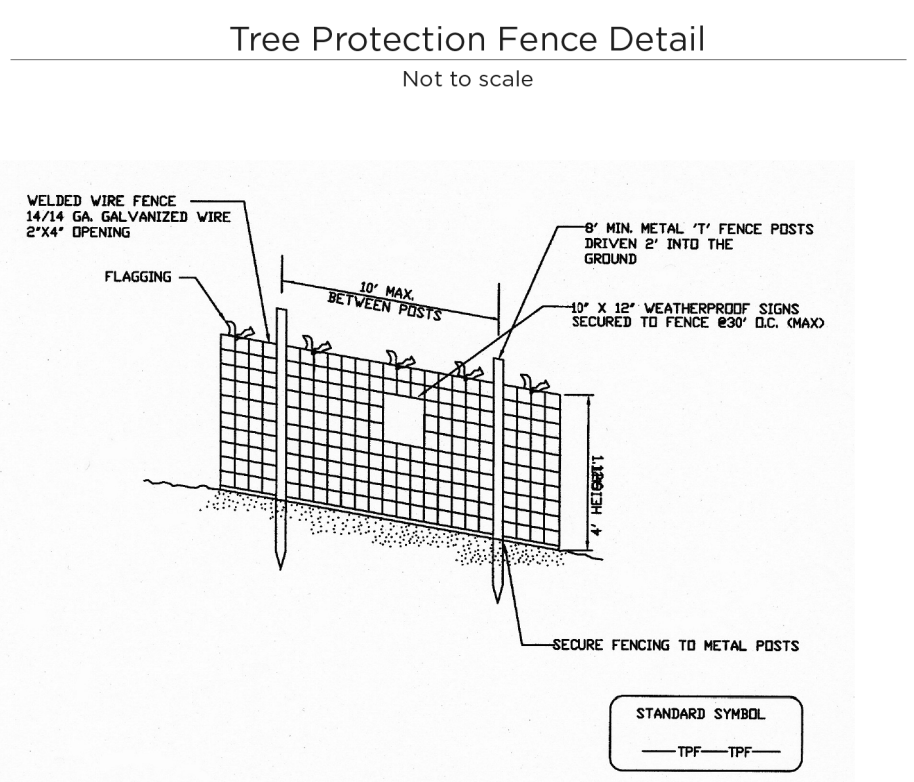 Tree Protection Fence Detail
Not to scale
WELDED WIRE FENCE
14/14 GA. GALVANIZED WIRE
2"X4" OPENING
FLAGGING
10' MAX.
BETWEEN POSTS
8' MIN. METAL 'T' FENCE POSTS
DRIVEN 2' INTO THE
GROUND
10" X 12" WEATHERPROOF SIGNS
SECURED TO FENCE @30' O.C. (MAX)
4'
SECURE FENCING TO METAL POSTS
STANDARD SYMBOL
TPF TPF